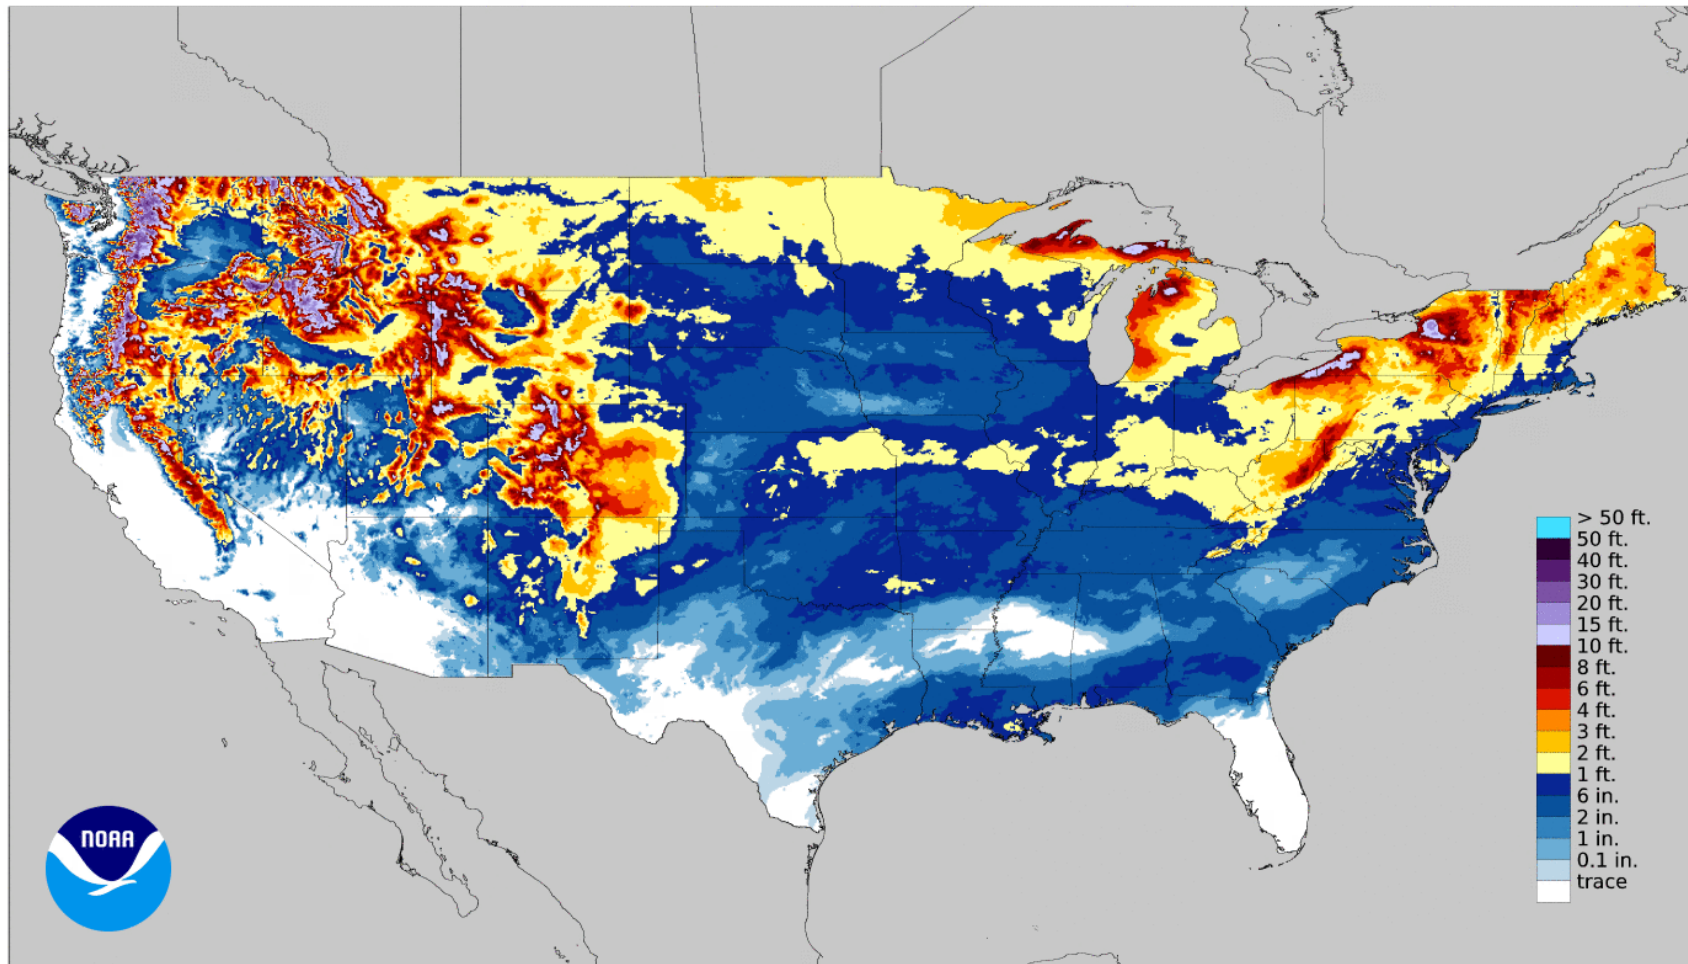 > 50 ft.
50 ft.
40 ft.
30 ft.
20 ft.
15 ft.
10 ft.
8 ft.
6 ft.
4 ft.
3 ft.
2 ft.
1 ft.
6 in.
2 in.
1 in.
0.1 in.
trace
NOAA